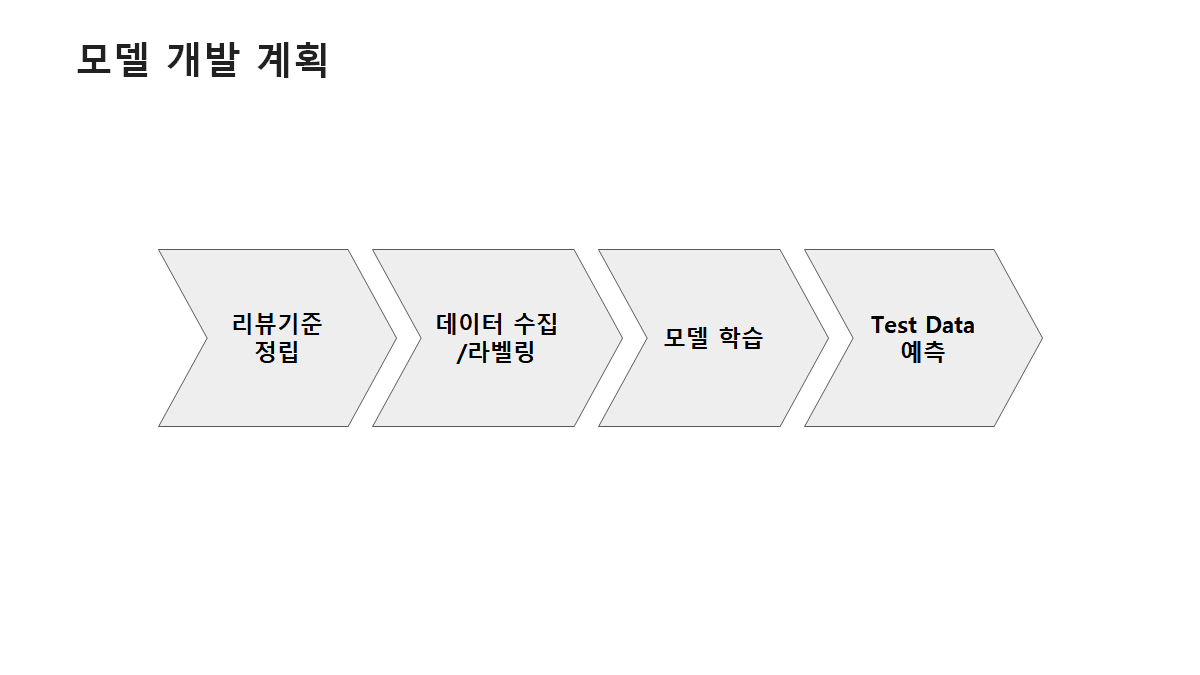 모델 개발 계획
리뷰기준
정립
데이터 수집
/라벨링
모델 학습
Test Data
예측